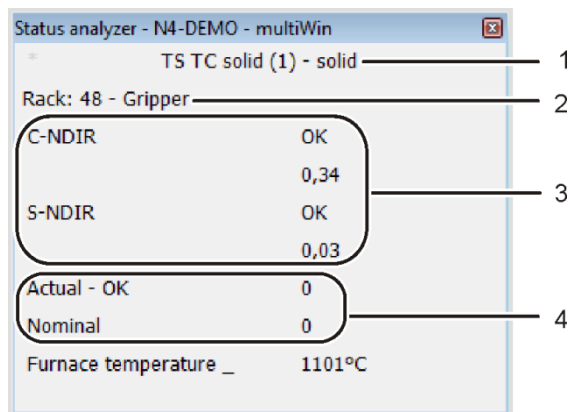 Status analyzer - N4-DEMO - multiWin
* TS TC solid (1) - solid 1
Rack: 48 - Gripper 2
C-NDIR OK
0,34
3
S-NDIR OK
0,03
Actual - OK 0
4
Nominal 0
Furnace temperature _ 1101ºC